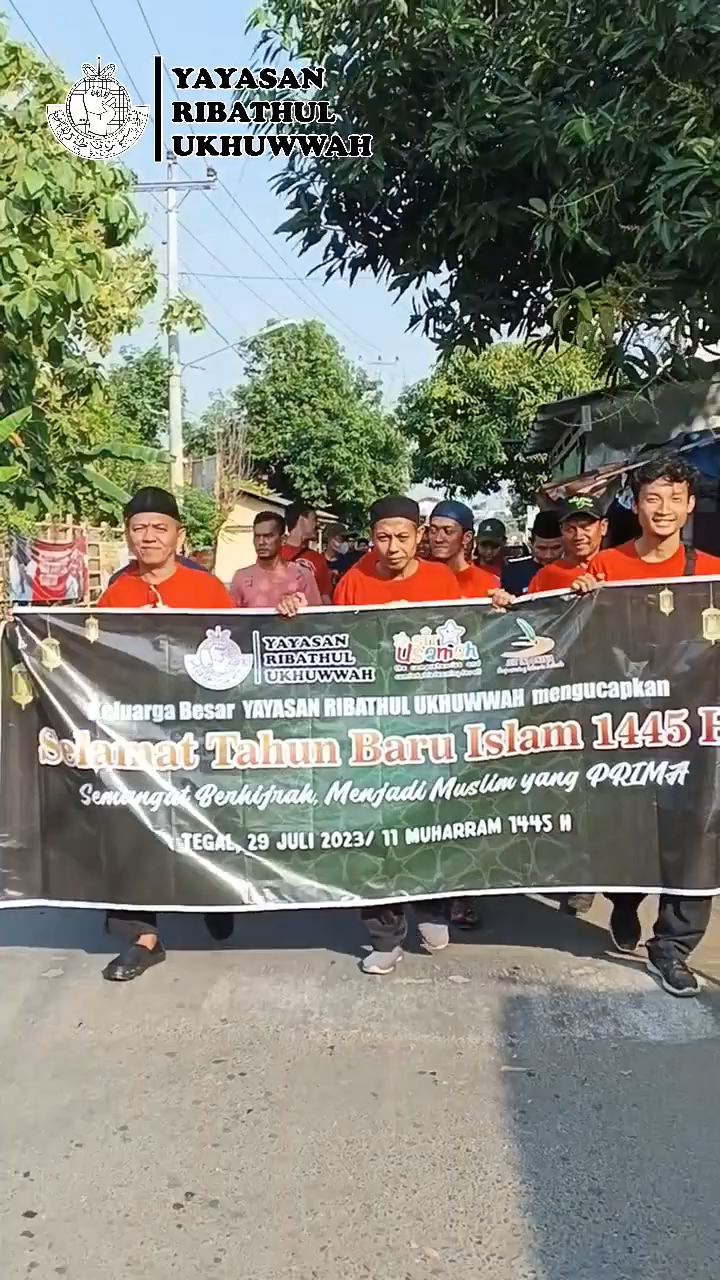 YAYASAN
RIBATHUL
UKHUWWAH
YAYASAN
RIBATHUL
UKHUWWAH
usamah
Keluarga Besar YAYASAN RIBATHUL UKHUWWAH mengucapkan
Selamat Tahun Baru Islam 1445 H
Semangat Berhijrah, Menjadi Muslim yang PRIMA
TEGAL, 29 JULI 2023/ 11 MUHARRAM 1445 H